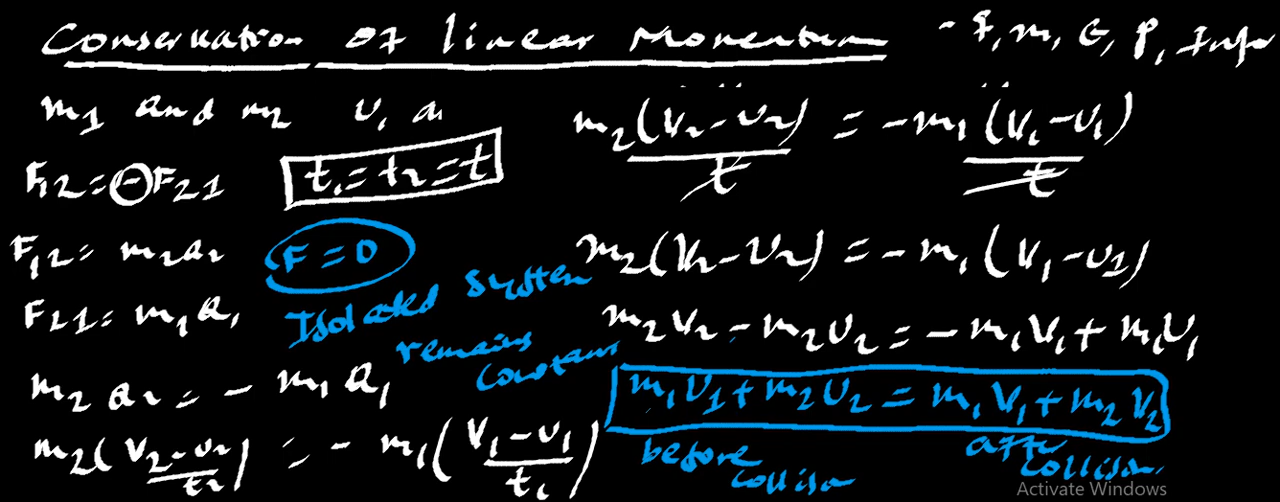 Conservation of linear Momentum
- F, m, G, P, Info
m1 and m2 U, a
F12 = -F21
t1 = t2 = t
F12 = m2a2
F = 0
Isolated system
F21 = m1a1
remains
constant
m2a2 = - m1a1
m2((V2-U2)/t2) = - m1((V1-U1)/t1)
m2(V2-U2)/t = -m1(V1-U1)/t
m2(V2-U2) = - m1(V1-U1)
m2V2 - m2U2 = -m1V1 + m1U1
m1U1 + m2U2 = m1V1 + m2V2
before
collision
after
collision
Activate Windows